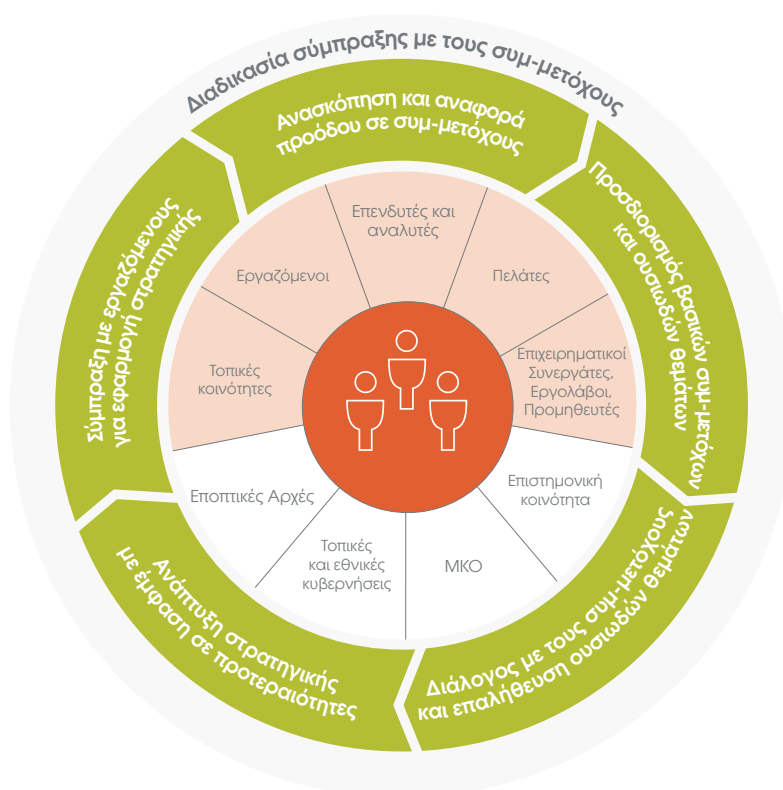 Διαδικασία σύμπραξης με τους συμ-μετόχους
Ανασκόπηση και αναφορά
προόδου σε συμ-μετόχους
Προσδιορισμός βασικών συμ-μετόχων
και ουσιωδών θεμάτων
Διάλογος με τους συμ-μετόχους
και επαλήθευση ουσιωδών θεμάτων
Ανάπτυξη στρατηγικής
με έμφαση σε προτεραιότητες
Σύμπραξη με εργαζόμενους
για εφαρμογή στρατηγικής
Επενδυτές και
αναλυτές
Πελάτες
Επιχειρηματικοί
Συνεργάτες,
Εργολάβοι,
Προμηθευτές
Επιστημονική
κοινότητα
ΜΚΟ
Τοπικές
και εθνικές
κυβερνήσεις
Εποπτικές Αρχές
Τοπικές
κοινότητες
Εργαζόμενοι